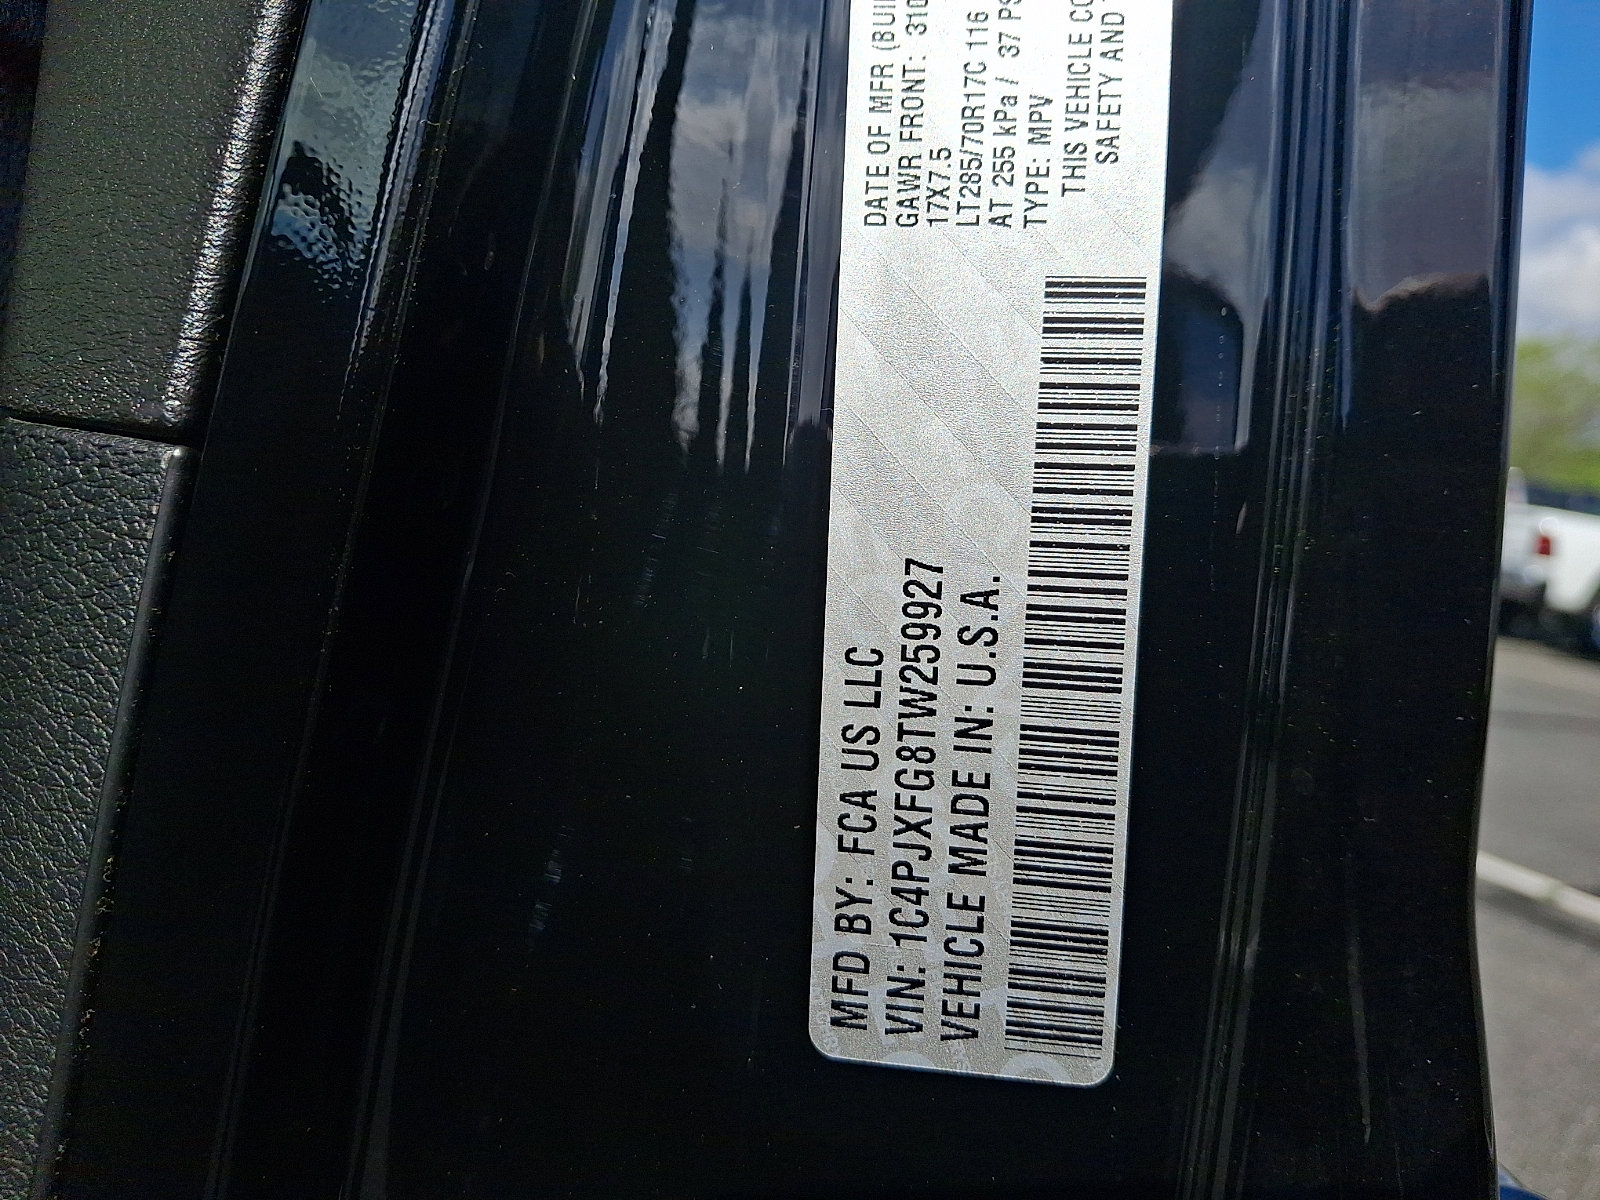 MFD BY: FCA US LLC
VIN: 1C4PJXFG8TW259927
VEHICLE MADE IN: U.S.A.
DATE OF MFR (BUI
GAWR FRONT: 310
17X7.5
LT285/70R17C 116
AT 255 kPa / 37 PS
TYPE: MPV
THIS VEHICLE CO
SAFETY AND